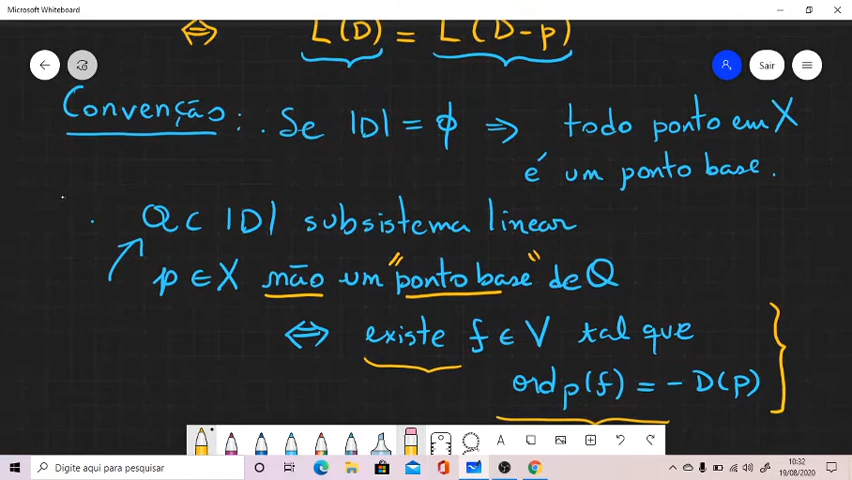 Microsoft Whiteboard
⇔ L(D) = L(D-p)
Sair
Convenção: . Se |D| = ϕ ⇒ todo ponto em X
é um ponto base.
. Q ⊂ |D| subsistema linear
p ∈ X não um "ponto base" de Q
⇔ existe f ∈ V tal que
ord p(f) = - D(p)
Digite aqui para pesquisar
10:32
19/08/2020